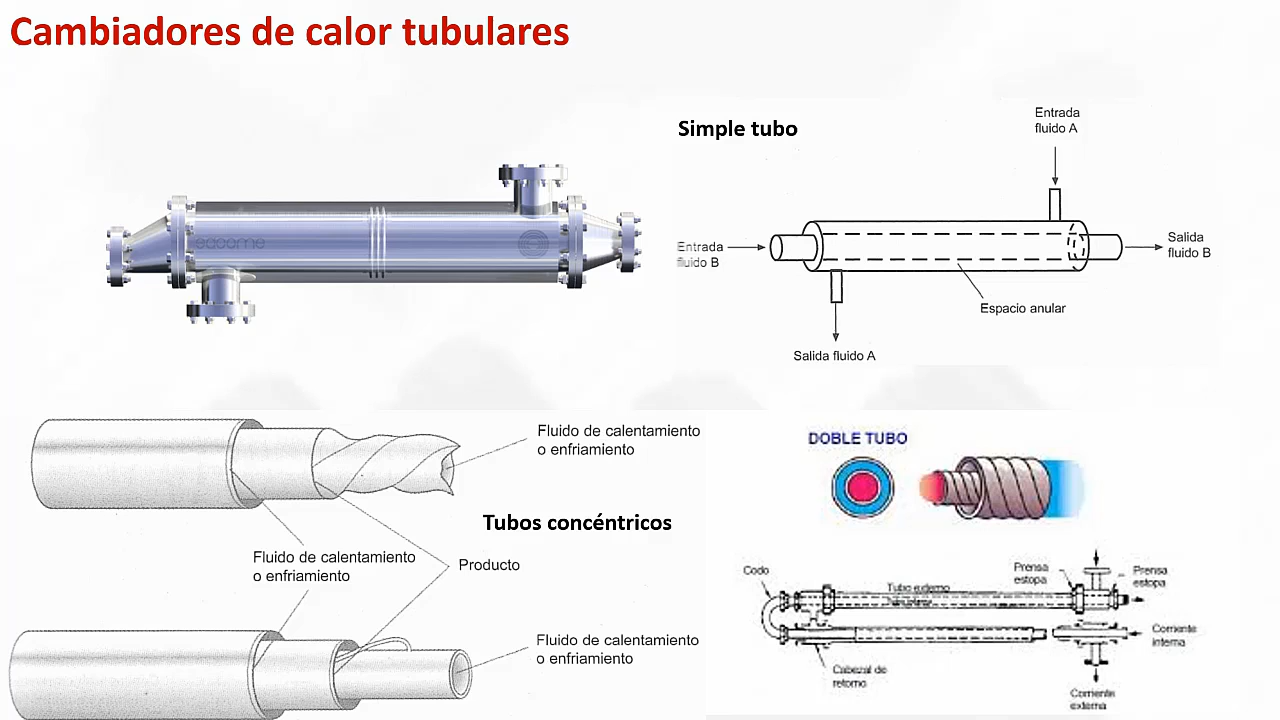 Cambiadores de calor tubulares
Simple tubo
Entrada
fluido A
Entrada
fluido B
Salida
fluido B
Espacio anular
Salida fluido A
Fluido de calentamiento
o enfriamiento
Tubos concéntricos
Fluido de calentamiento
o enfriamiento
Producto
Fluido de calentamiento
o enfriamiento
DOBLE TUBO
Codo
Tubo externo
Prensa
estopa
Prensa
estopa
Corriente
interna
Cabezal de
retorno
Corriente
externa